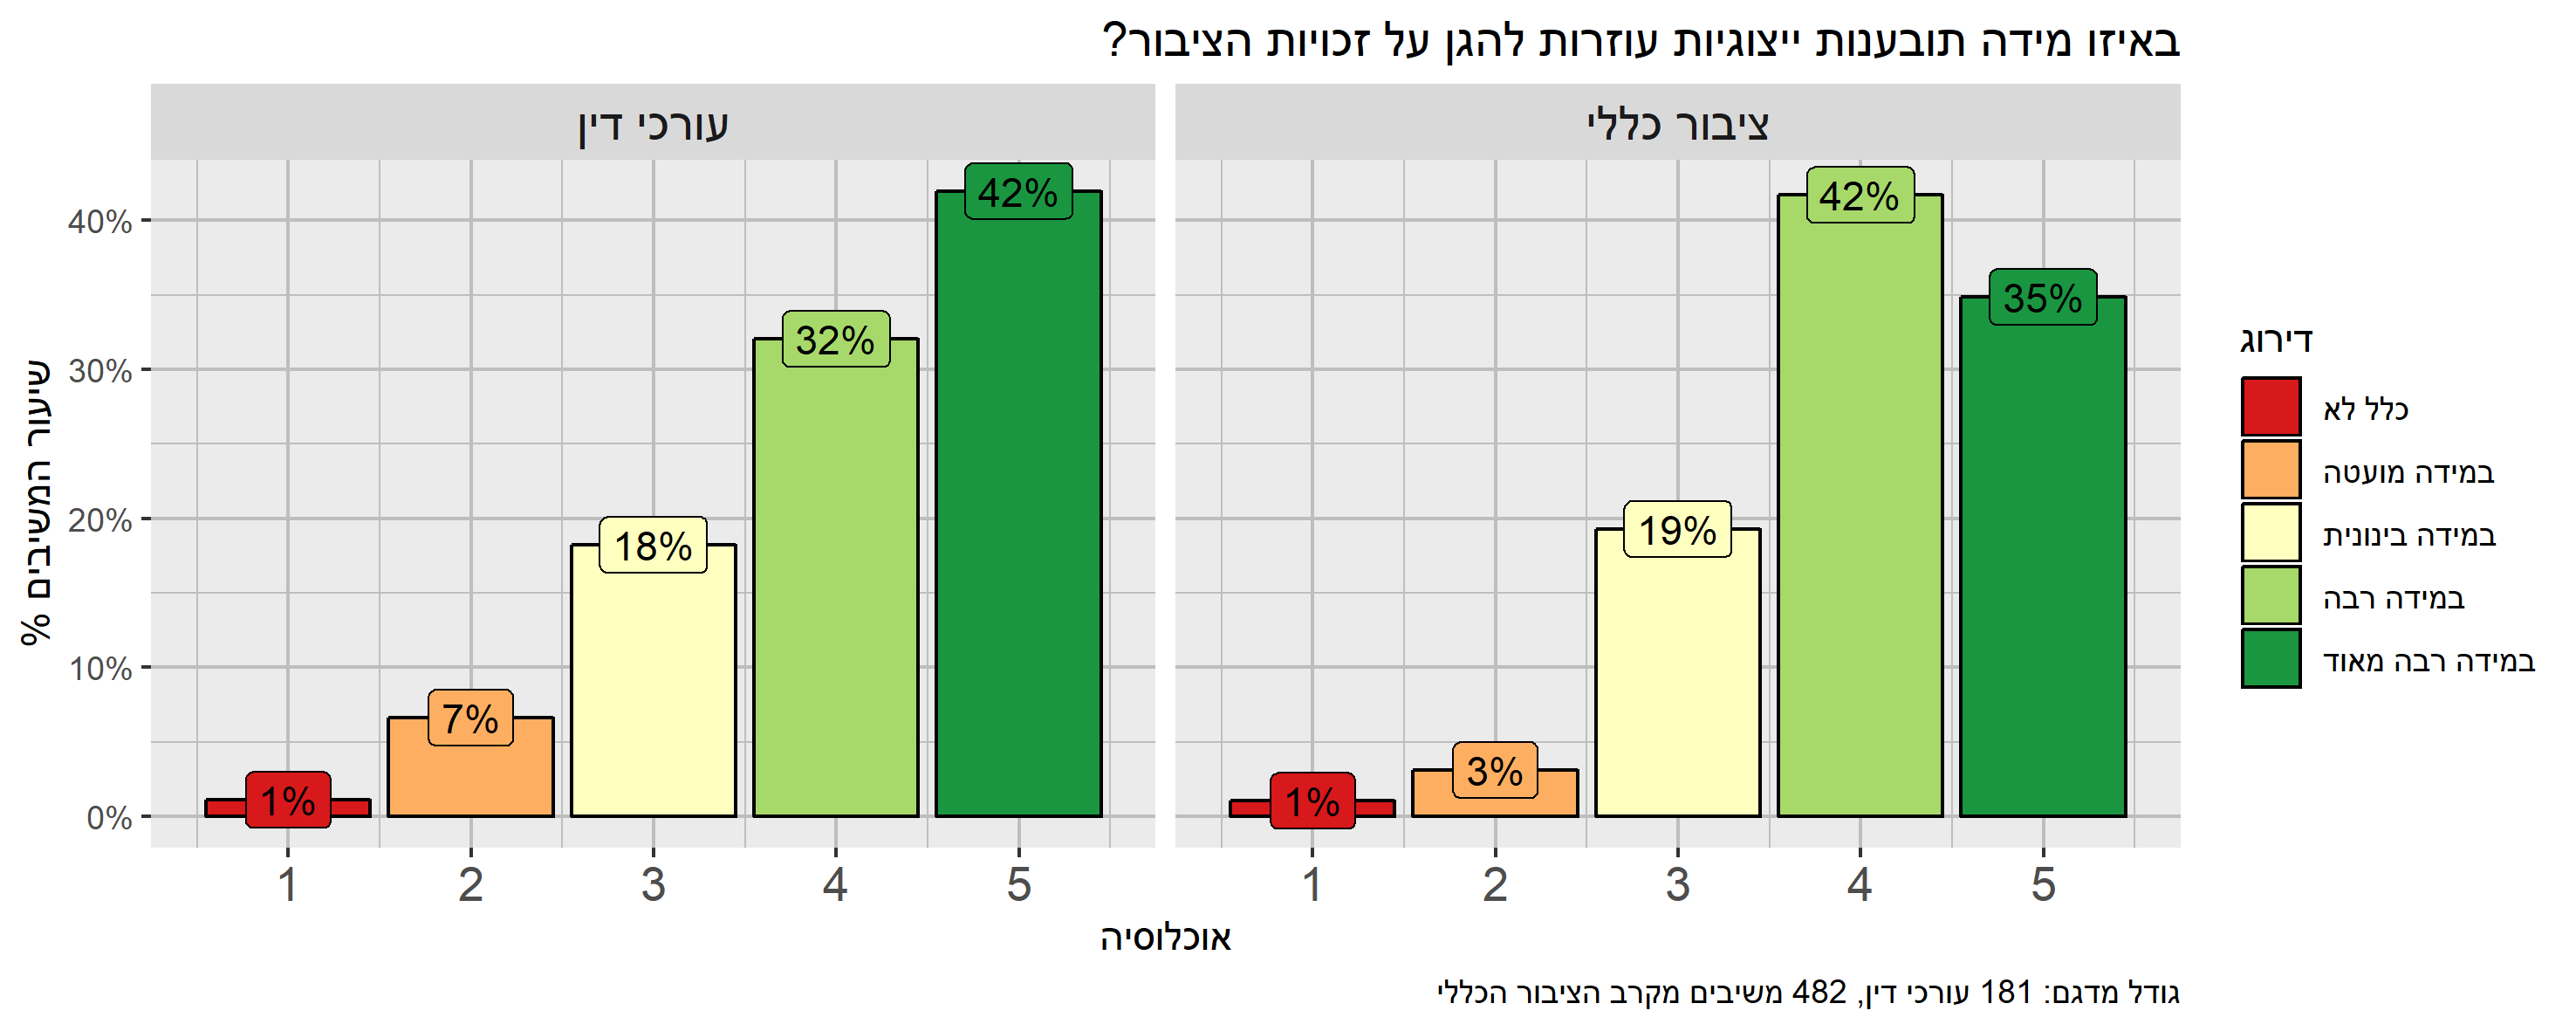 באיזו מידה תובענות ייצוגיות עוזרות להגן על זכויות הציבור?
ציבור כללי
42%
35%
19%
3%
1%
1 2 3 4 5
עורכי דין
42%
32%
18%
7%
1%
1 2 3 4 5
40%
30%
20%
10%
0%
שיעור המשיבים %
אוכלוסיה
דירוג
כלל לא
במידה מועטה
במידה בינונית
במידה רבה
במידה רבה מאוד
גודל מדגם: 181 עורכי דין, 482 משיבים מקרב הציבור הכללי